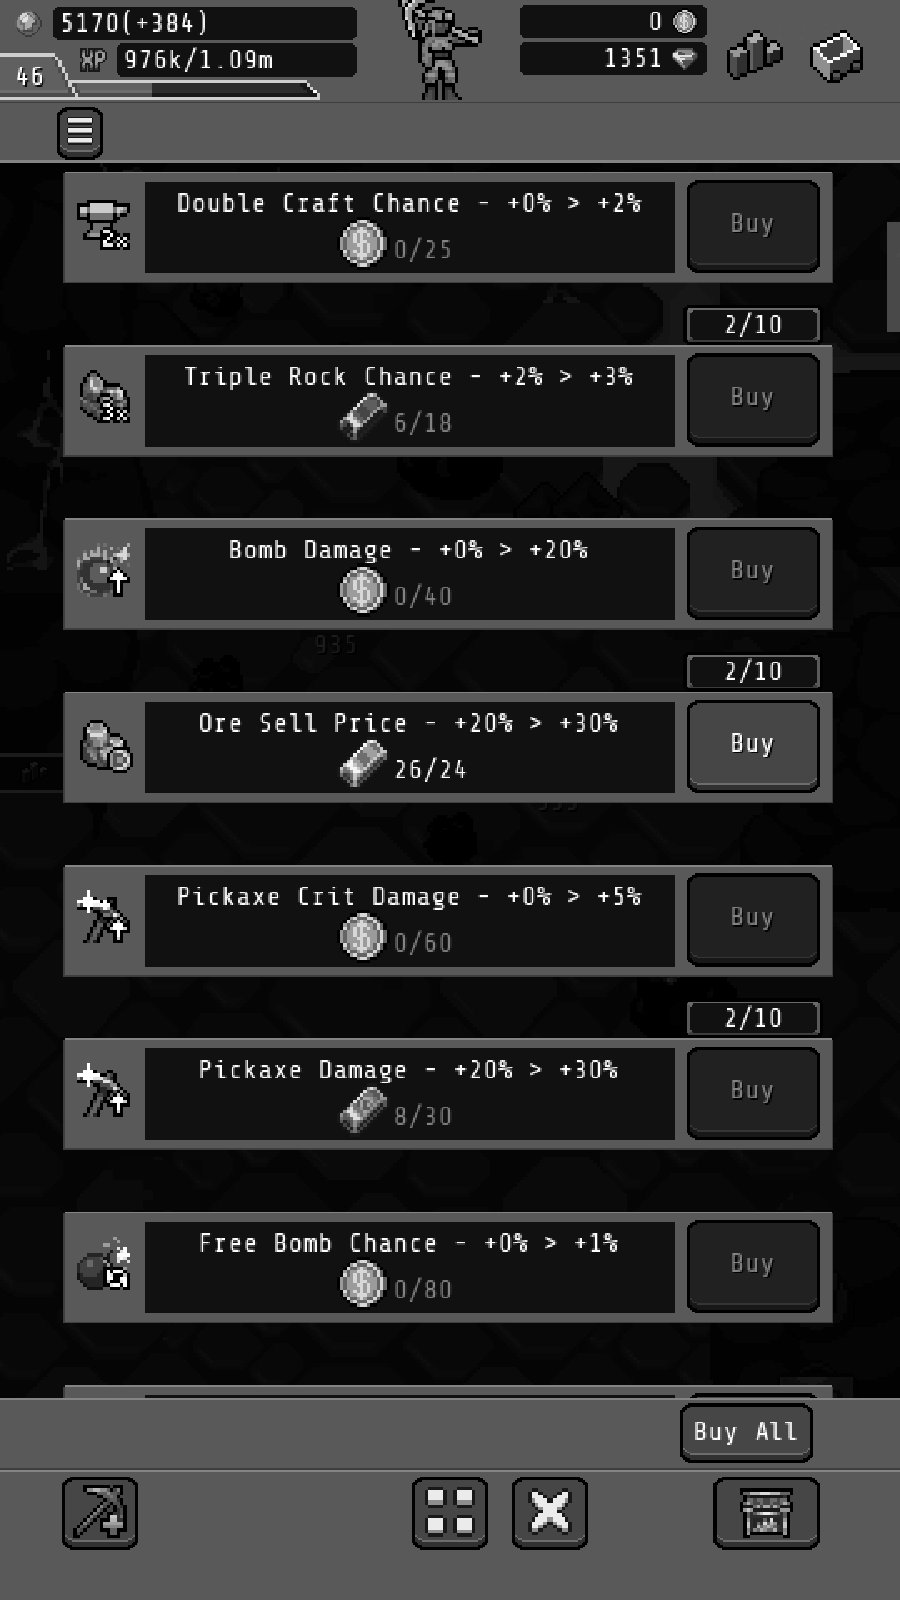 5170(+384)
0
46
XP
976k/1.09m
1351
Double Craft Chance - +0% > +2%
0/25
Buy
2/10
Triple Rock Chance - +2% > +3%
6/18
Buy
Bomb Damage - +0% > +20%
0/40
Buy
935
2/10
Ore Sell Price - +20% > +30%
26/24
Buy
Pickaxe Crit Damage - +0% > +5%
0/60
Buy
2/10
Pickaxe Damage - +20% > +30%
8/30
Buy
Free Bomb Chance - +0% > +1%
0/80
Buy
Buy All